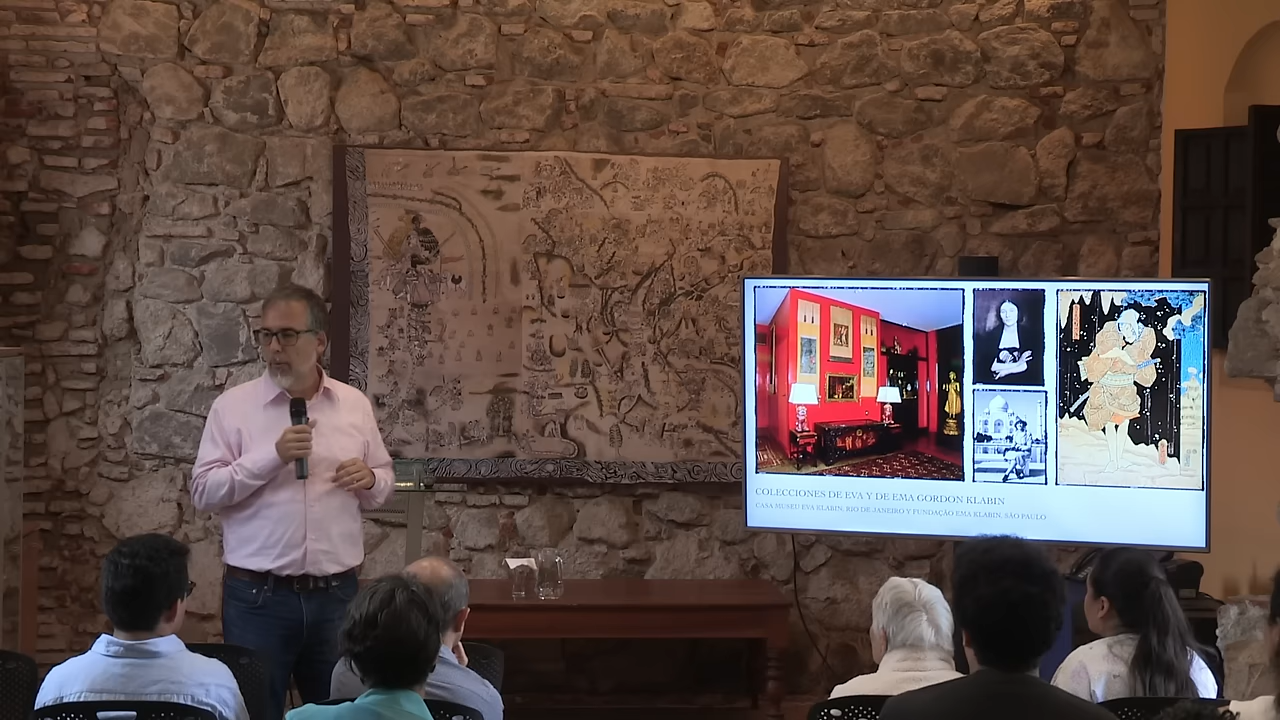 COLECCIONES DE EVA Y DE EMA GORDON KLABIN
CASA MUSEU EVA KLABIN, RIO DE JANEIRO Y FUNDAÇÃO EMA KLABIN, SÃO PAULO